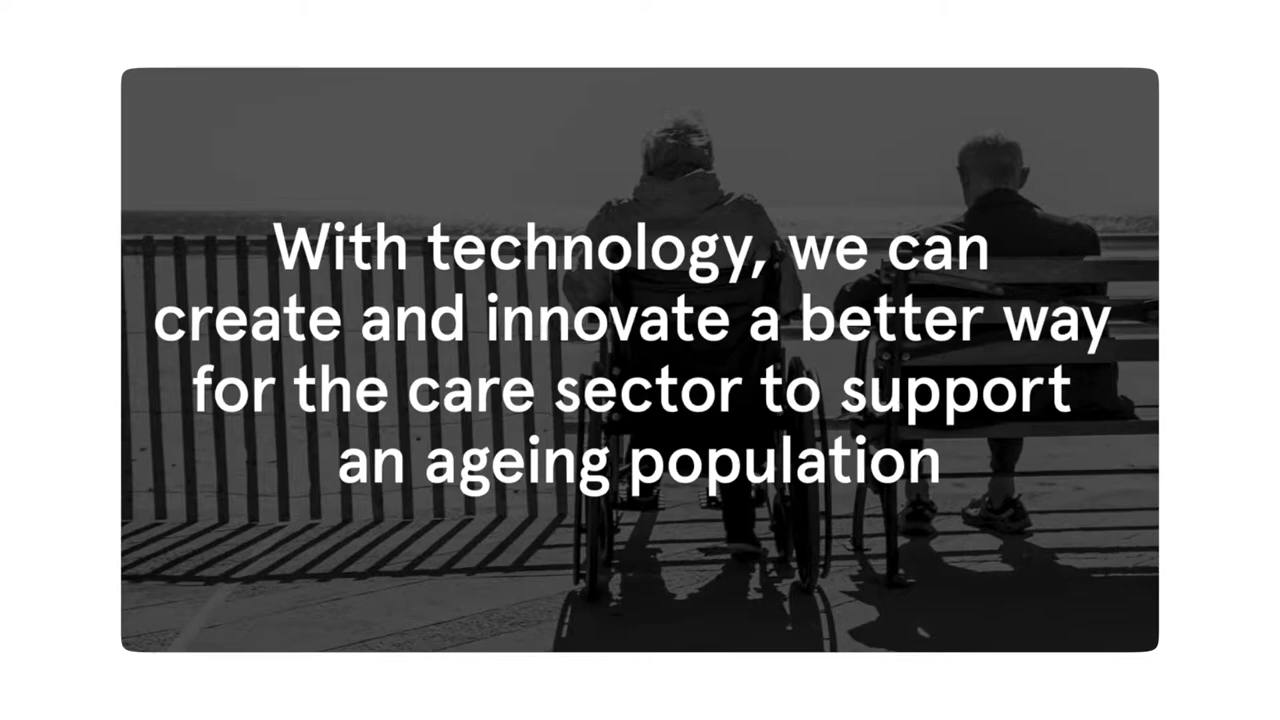 With technology, we can
create and innovate a better way
for the care sector to support
an ageing population